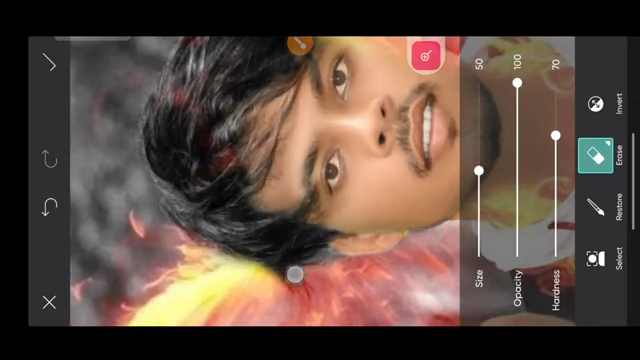 Size 50
Opacity 100
Hardness 70
Select
Restore
Erase
Invert